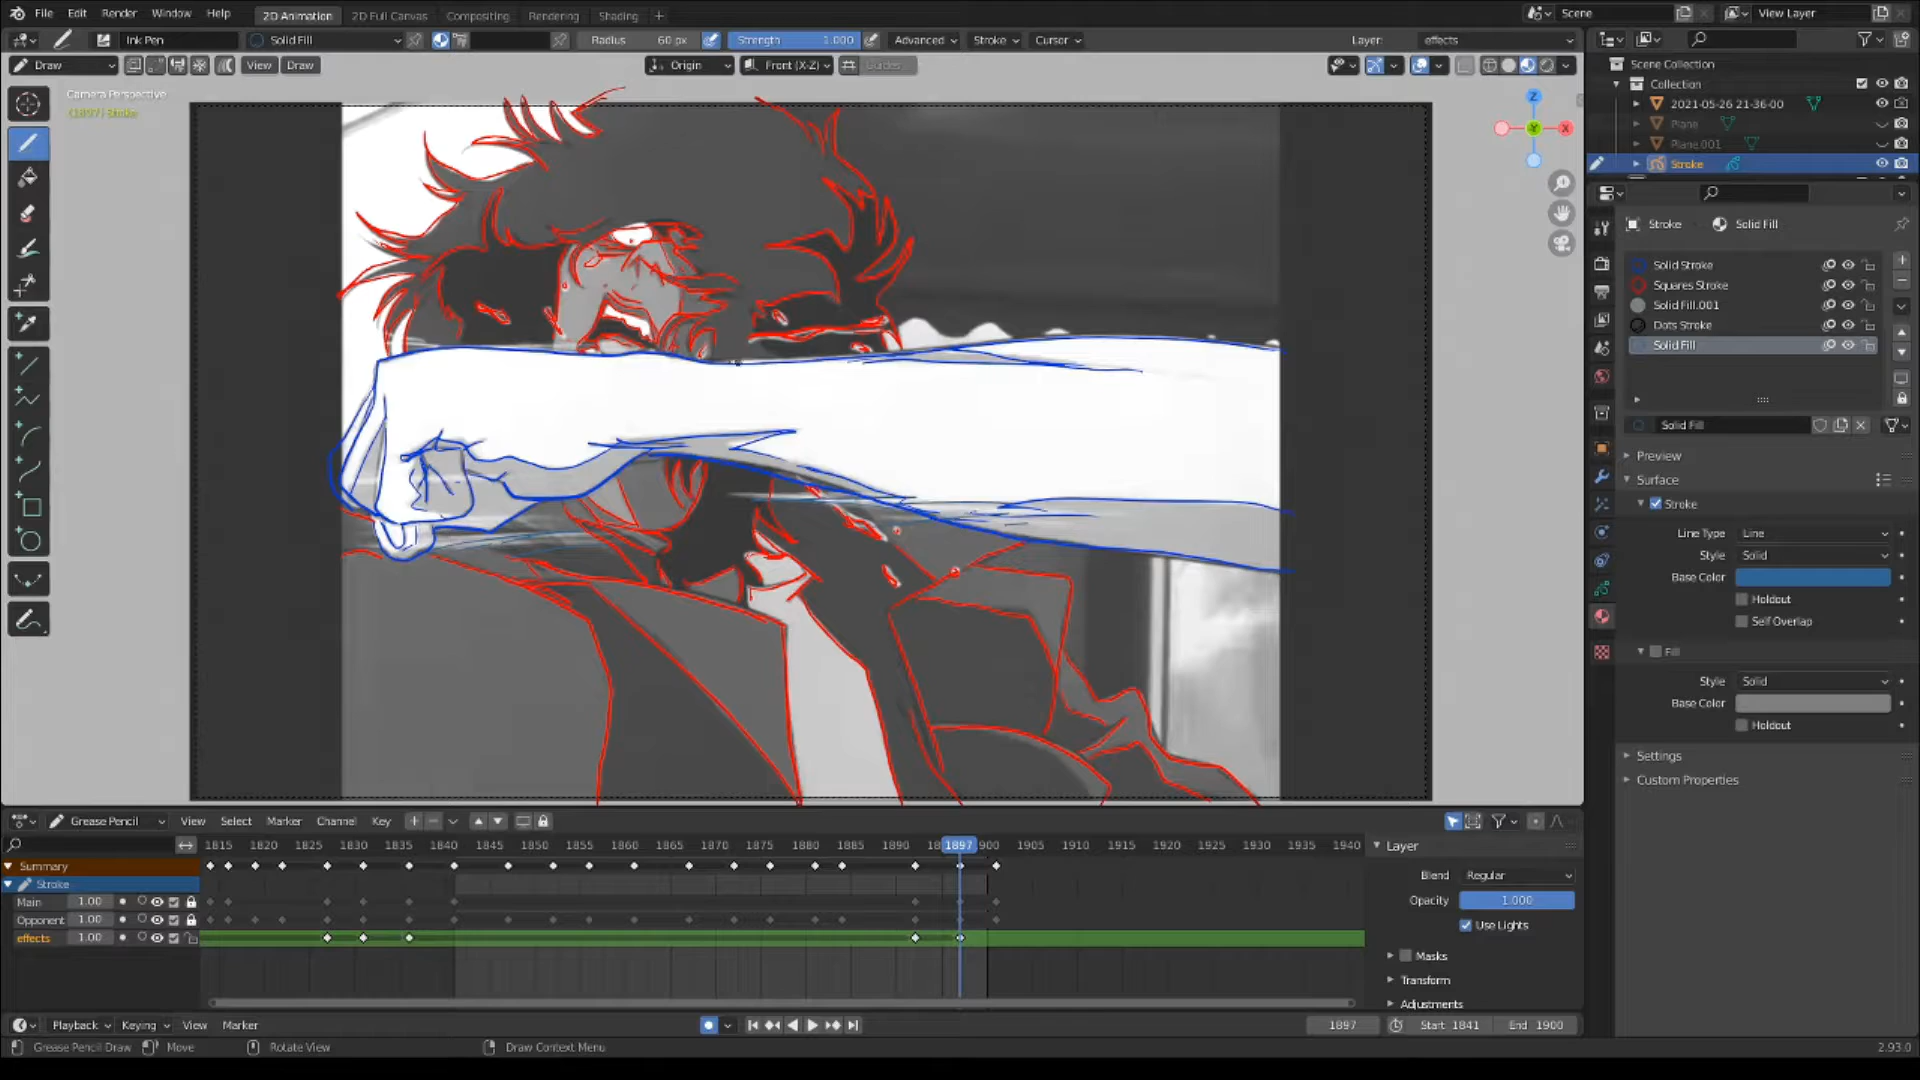 File Edit Render Window Help 2D Animation 2D Full Canvas Compositing Rendering Shading + Scene View Layer
Ink Pen Solid Fill Radius 60 px Strength 1.000 Advanced Stroke Cursor Layer: effects
Draw View Draw Origin Front (X-Z) Guides
Camera Perspective
(1897) Stroke
Z
Y
X
Scene Collection
Collection
2021-05-26 21-36-00
Plane
Plane.001
Stroke
Stroke Solid Fill
Solid Stroke
Squares Stroke
Solid Fill.001
Dots Stroke
Solid Fill
Solid Fill
Preview
Surface
Stroke
Line Type Line
Style Solid
Base Color
Holdout
Self Overlap
Fill
Style Solid
Base Color
Holdout
Settings
Custom Properties
Grease Pencil View Select Marker Channel Key
1815 1820 1825 1830 1835 1840 1845 1850 1855 1860 1865 1870 1875 1880 1885 1890 18 1897 900 1905 1910 1915 1920 1925 1930 1935 1940
Summary
Stroke
Main 1.00
Opponent 1.00
effects 1.00
Layer
Blend Regular
Opacity 1.000
Use Lights
Masks
Transform
Adjustments
Playback Keying View Marker 1897 Start 1841 End 1900
Grease Pencil Draw Move Rotate View Draw Context Menu 2.93.0